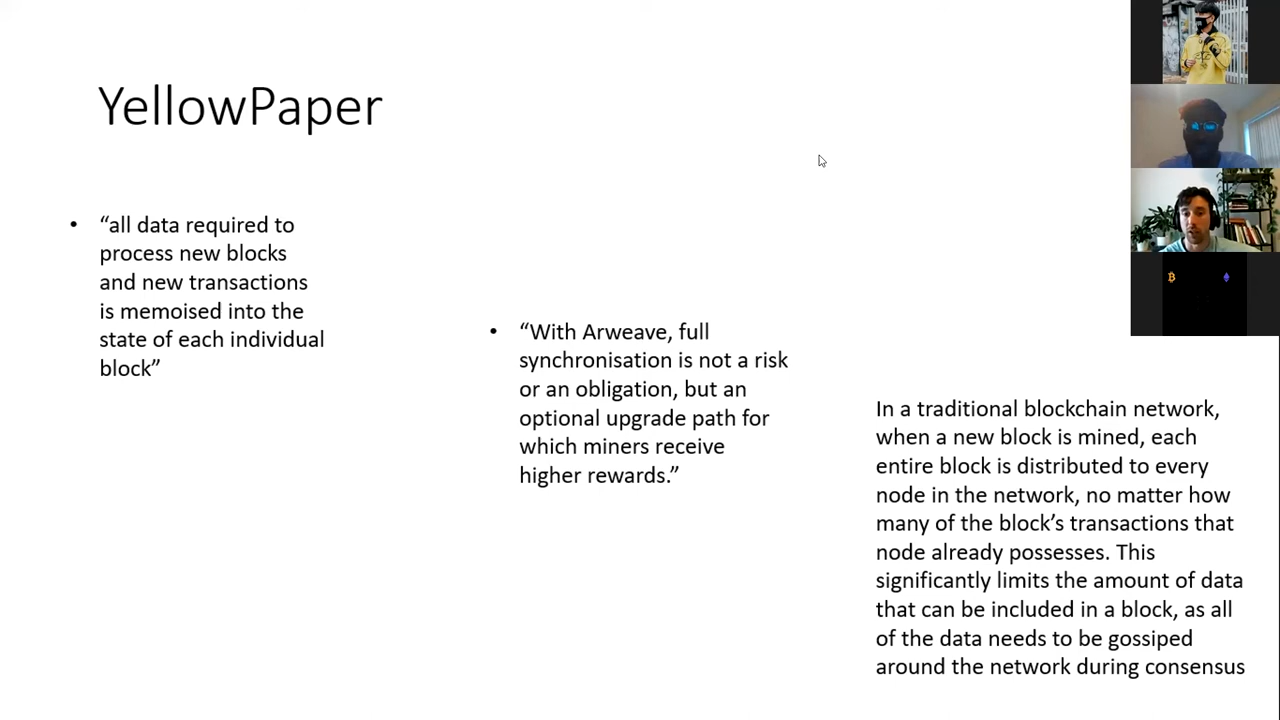 YellowPaper
• “all data required to
process new blocks
and new transactions
is memoised into the
state of each individual
block”
• “With Arweave, full
synchronisation is not a risk
or an obligation, but an
optional upgrade path for
which miners receive
higher rewards.”
In a traditional blockchain network,
when a new block is mined, each
entire block is distributed to every
node in the network, no matter how
many of the block’s transactions that
node already possesses. This
significantly limits the amount of data
that can be included in a block, as all
of the data needs to be gossiped
around the network during consensus